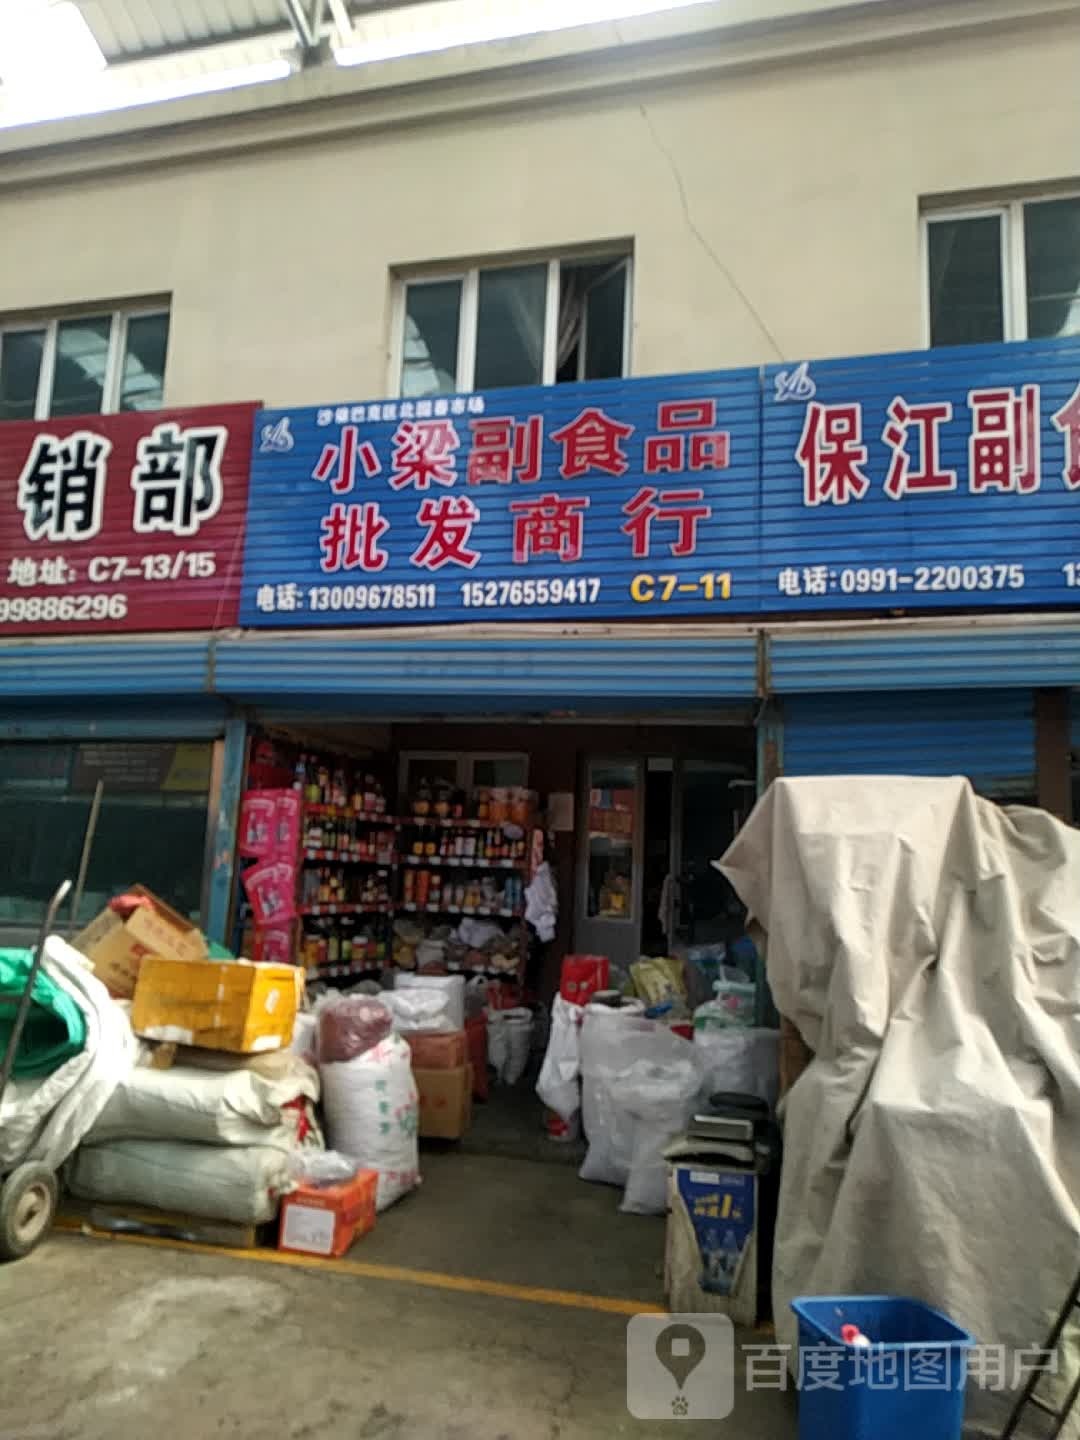 销部
地址：C7-13/15
99886296
沙依巴克区北园春市场
小梁副食品
批发商行
电话：13009678511 15276559417 C7-11
保江副食
电话：0991-2200375 13
百度地图用户